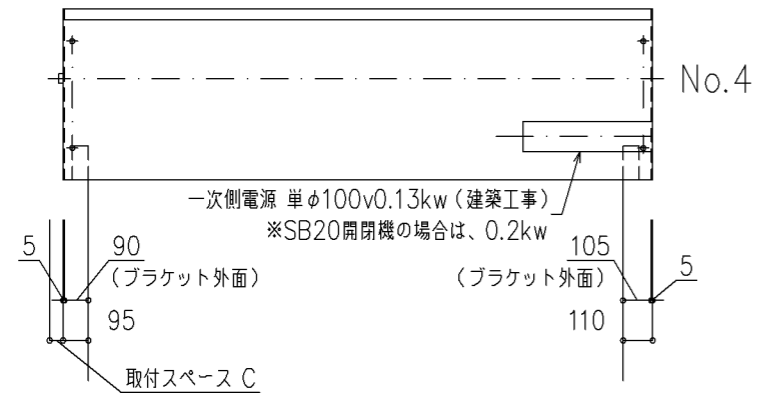 No.4
一次側電源 単φ100v0.13kw（建築工事）
※SB20開閉機の場合は、0.2kw
5 90 105 5
（ブラケット外面） （ブラケット外面）
95 110
取付スペース C